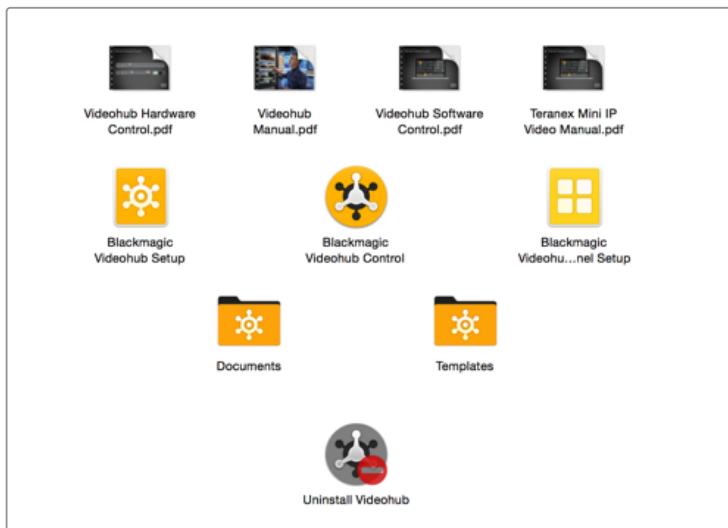 Videohub Hardware
Control.pdf
Videohub
Manual.pdf
Videohub Software
Control.pdf
Teranex Mini IP
Video Manual.pdf
Blackmagic
Videohub Setup
Blackmagic
Videohub Control
Blackmagic
Videohu...nel Setup
Documents
Templates
Uninstall Videohub